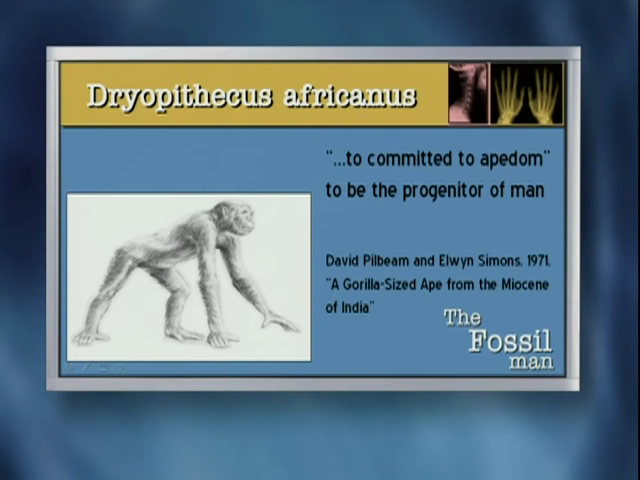 Dryopithecus africanus
"...to committed to apedom"
to be the progenitor of man
David Pilbeam and Elwyn Simons. 1971.
"A Gorilla-Sized Ape from the Miocene
of India"
The
Fossil
man